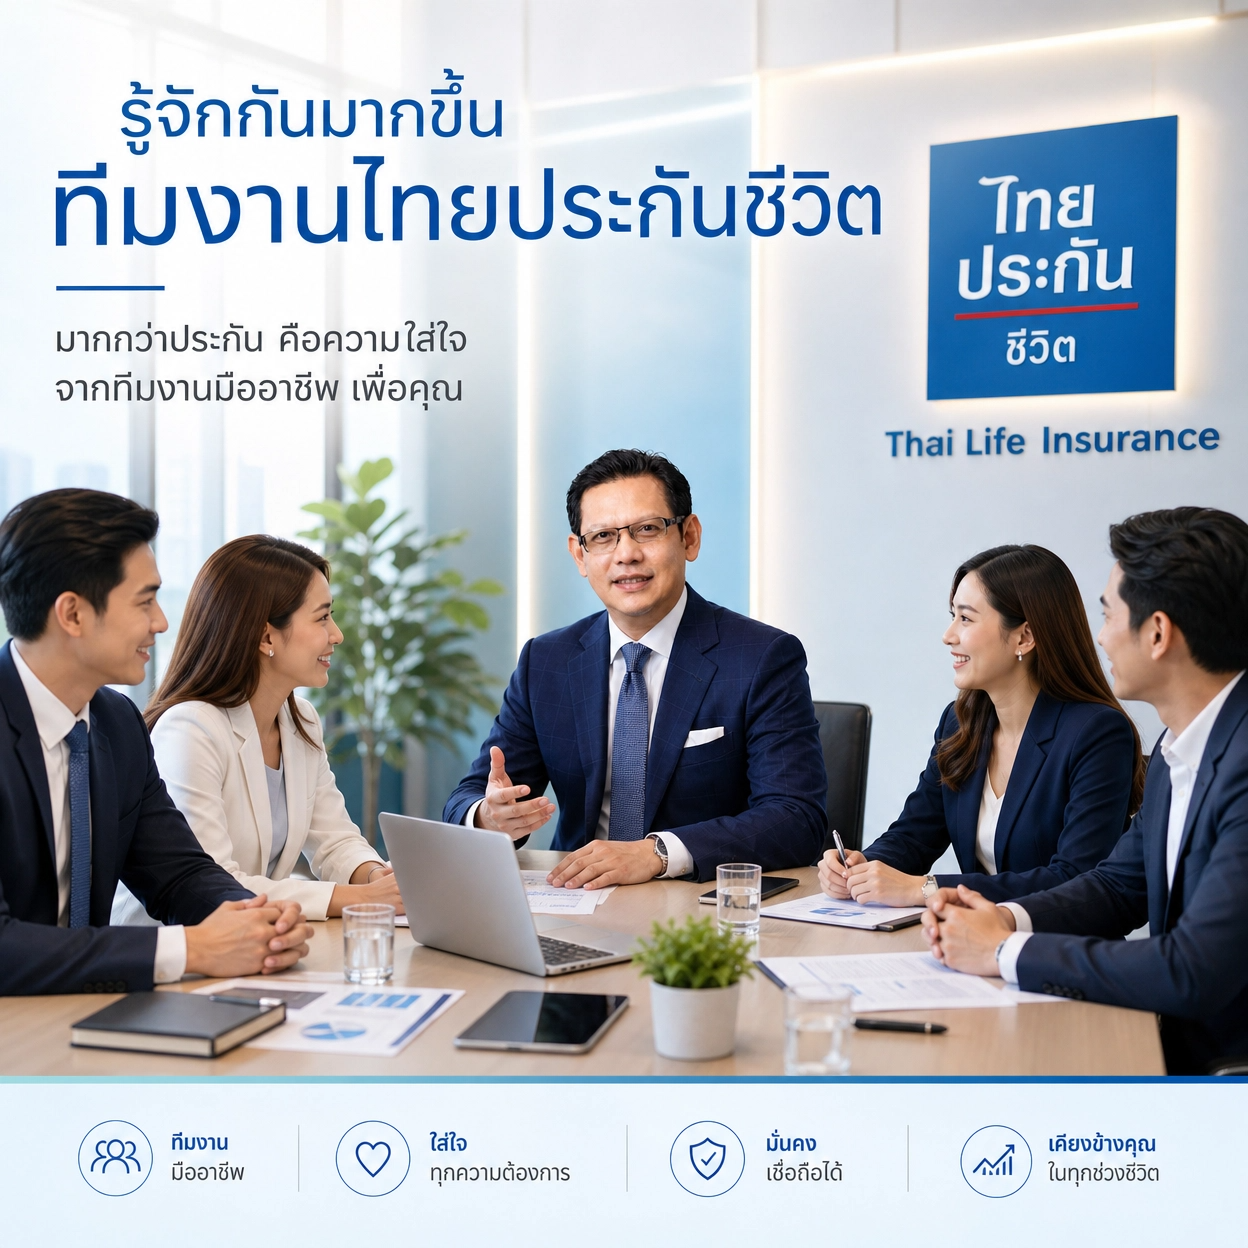 รู้จักกันมากขึ้น
ทีมงานไทยประกันชีวิต
มากกว่าประกัน คือความใส่ใจ
จากทีมงานมืออาชีพ เพื่อคุณ
ไทย
ประกัน
ชีวิต
Thai Life Insurance
ทีมงาน
มืออาชีพ
ใส่ใจ
ทุกความต้องการ
มั่นคง
เชื่อถือได้
เคียงข้างคุณ
ในทุกช่วงชีวิต